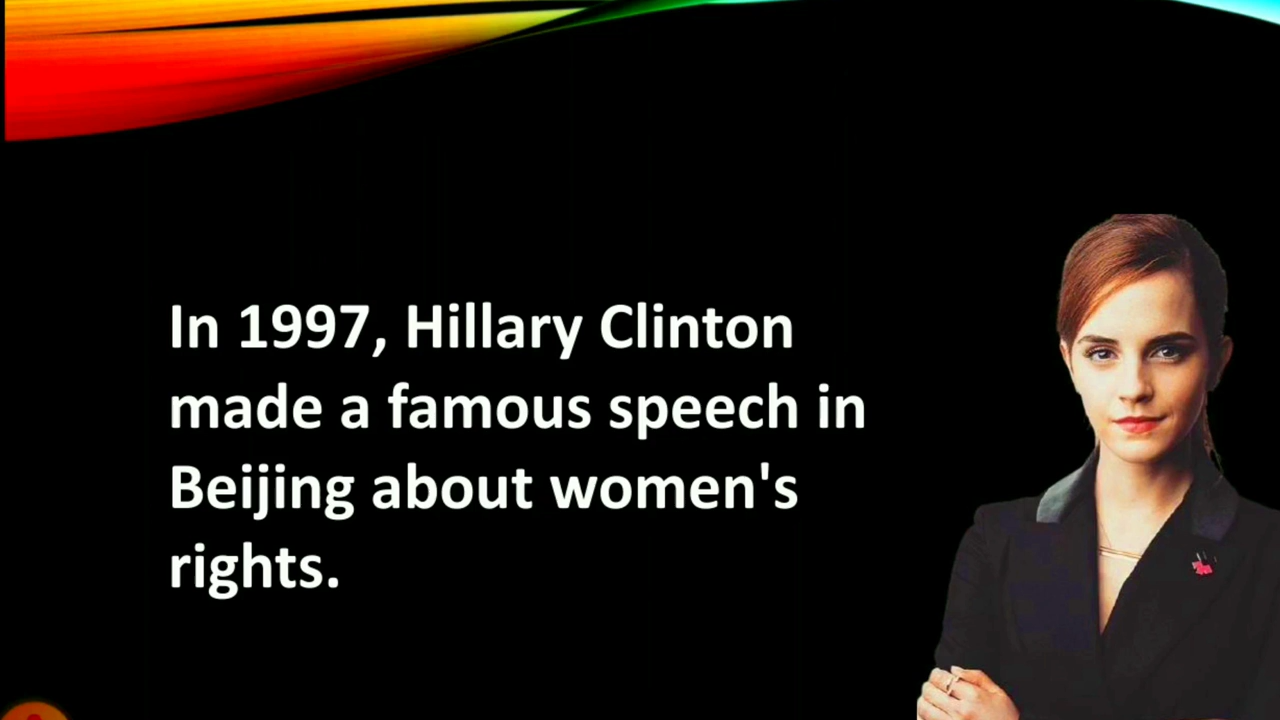 In 1997, Hillary Clinton
made a famous speech in
Beijing about women's
rights.